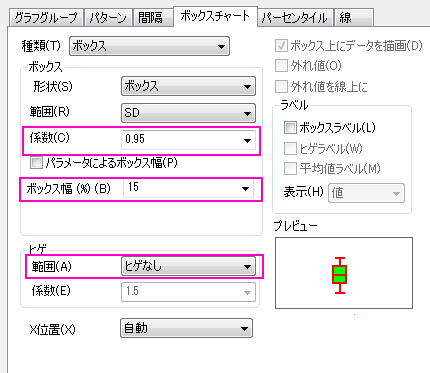 グラフグループ パターン 間隔 ボックスチャート パーセンタイル 線
種類(T) ボックス
ボックス
形状(S) ボックス
範囲(R) SD
係数(C) 0.95
パラメータによるボックス幅(P)
ボックス幅 (%) (B) 15
ヒゲ
範囲(A) ヒゲなし
係数(E) 1.5
X位置(X) 自動
ボックス上にデータを描画(D)
外れ値(O)
外れ値を線上に
ラベル
ボックスラベル(L)
ヒゲラベル(W)
平均値ラベル(M)
表示(H) 値
プレビュー